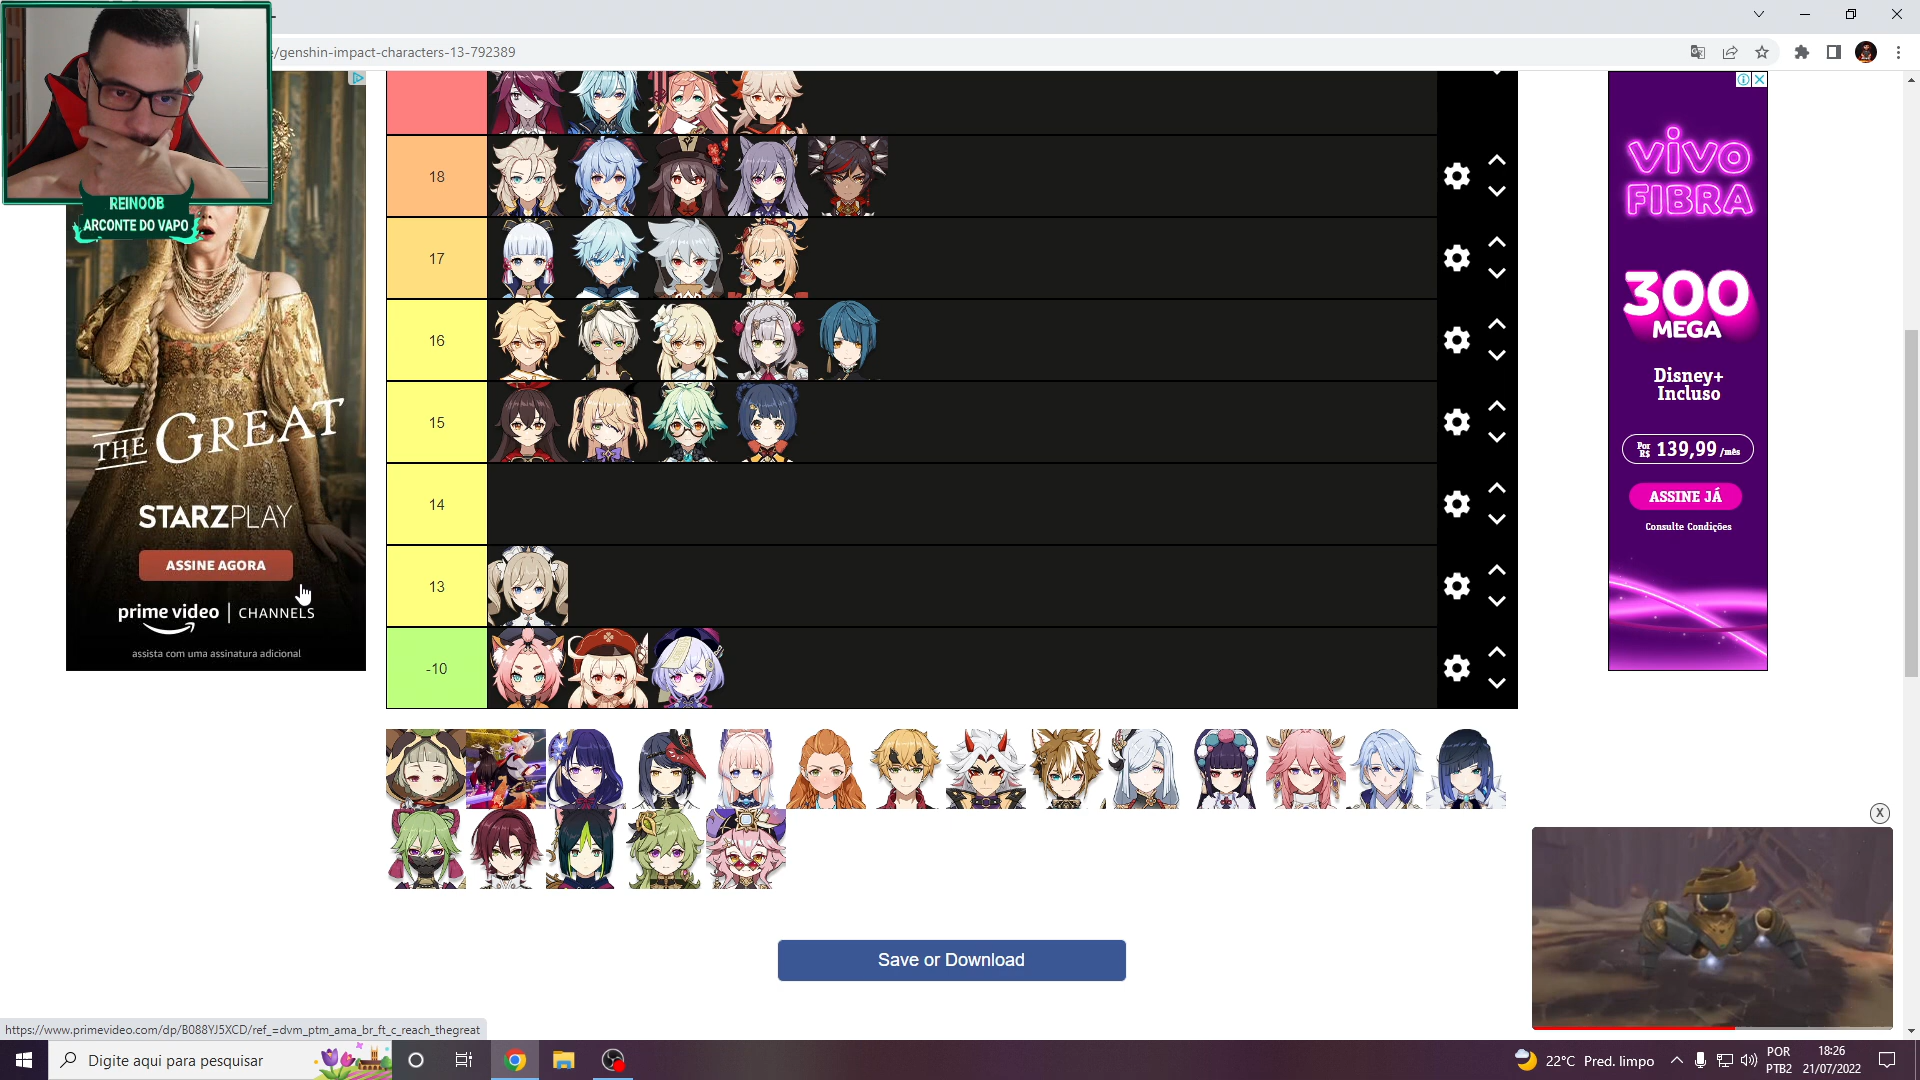 /genshin-impact-characters-13-792389
REINOOB
ARCONTE DO VAPO
THE GREAT
STARZPLAY
ASSINE AGORA
prime video | CHANNELS
assista com uma assinatura adicional
18
17
16
15
14
13
-10
vivo
FIBRA
300
MEGA
Disney+
Incluso
Por
R$ 139,99 /mês
ASSINE JÁ
Consulte Condições
X
Save or Download
https://www.primevideo.com/dp/B088YJ5XCD/ref_=dvm_ptm_ama_br_ft_c_reach_thegreat
Digite aqui para pesquisar
22°C Pred. limpo
POR
PTB2
18:26
21/07/2022